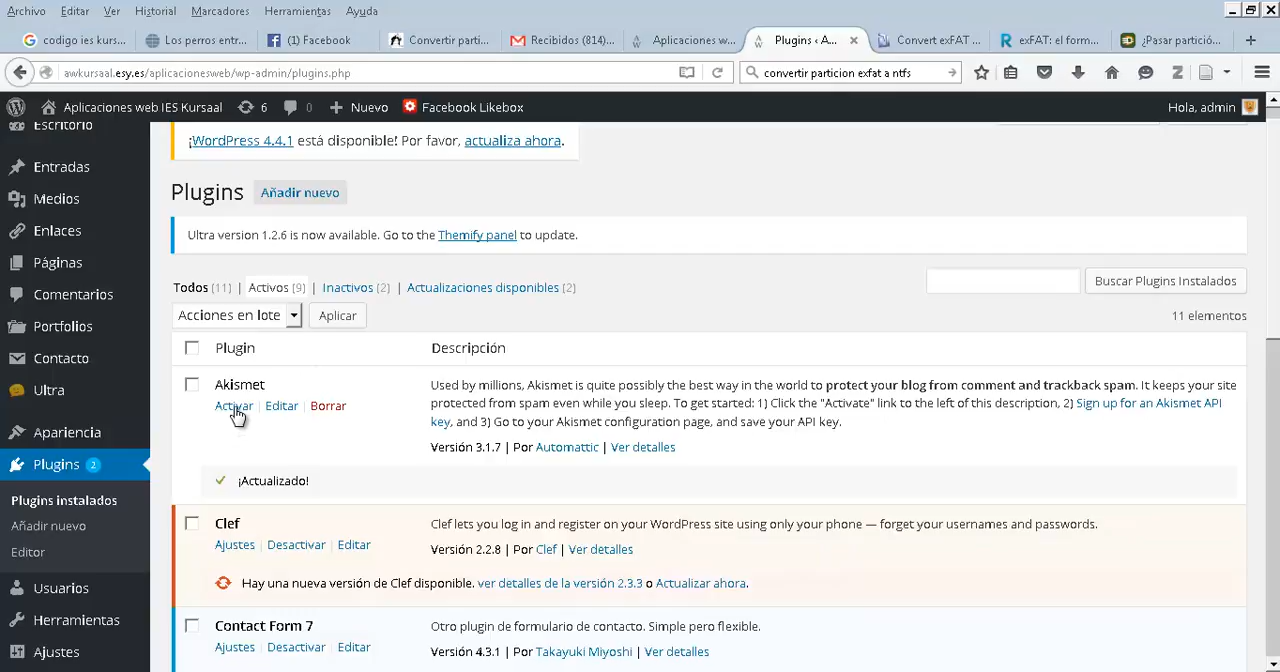 Archivo Editar Ver Historial Marcadores Herramientas Ayuda
codigo ies kurs... Los perros entr... (1) Facebook Convertir parti... Recibidos (814)... Aplicaciones w... Plugins ‹ A... Convert exFAT ... exFAT: el form... ¿Pasar partició...
awkursaal.esy.es/aplicacionesweb/wp-admin/plugins.php convertir particion exfat a ntfs
Aplicaciones web IES Kursaal 6 0 Nuevo Facebook Likebox Hola, admin
Escritorio
¡WordPress 4.4.1 está disponible! Por favor, actualiza ahora.
Entradas
Medios
Enlaces
Páginas
Comentarios
Portfolios
Contacto
Ultra
Apariencia
Plugins 2
Plugins instalados
Añadir nuevo
Editor
Usuarios
Herramientas
Ajustes
Plugins Añadir nuevo
Ultra version 1.2.6 is now available. Go to the Themify panel to update.
Todos (11) | Activos (9) | Inactivos (2) | Actualizaciones disponibles (2)
Buscar Plugins Instalados
Acciones en lote Aplicar
11 elementos
Plugin Descripción
Akismet
Activar | Editar | Borrar
Used by millions, Akismet is quite possibly the best way in the world to protect your blog from comment and trackback spam. It keeps your site
protected from spam even while you sleep. To get started: 1) Click the "Activate" link to the left of this description, 2) Sign up for an Akismet API
key, and 3) Go to your Akismet configuration page, and save your API key.
Versión 3.1.7 | Por Automattic | Ver detalles
¡Actualizado!
Clef
Ajustes | Desactivar | Editar
Clef lets you log in and register on your WordPress site using only your phone — forget your usernames and passwords.
Versión 2.2.8 | Por Clef | Ver detalles
Hay una nueva versión de Clef disponible. ver detalles de la versión 2.3.3 o Actualizar ahora.
Contact Form 7
Ajustes | Desactivar | Editar
Otro plugin de formulario de contacto. Simple pero flexible.
Versión 4.3.1 | Por Takayuki Miyoshi | Ver detalles